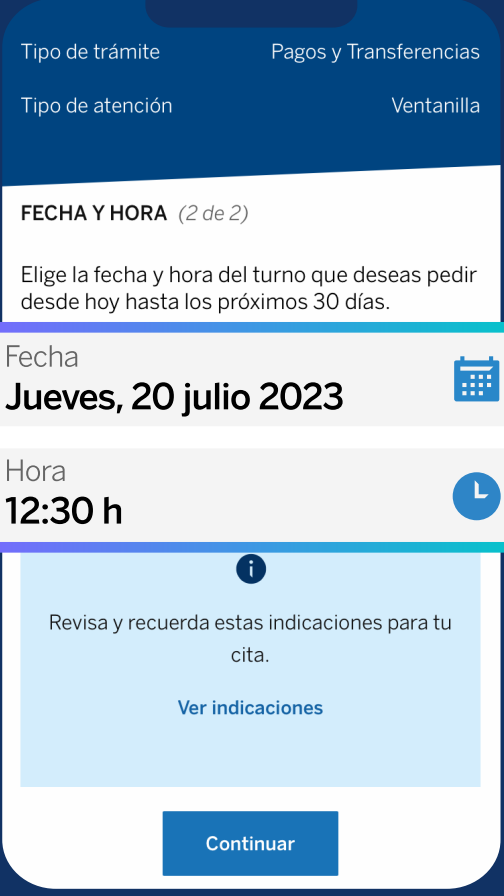 Tipo de trámite Pagos y Transferencias
Tipo de atención Ventanilla
FECHA Y HORA (2 de 2)
Elige la fecha y hora del turno que deseas pedir
desde hoy hasta los próximos 30 días.
Fecha
Jueves, 20 julio 2023
Hora
12:30 h
Revisa y recuerda estas indicaciones para tu
cita.
Ver indicaciones
Continuar